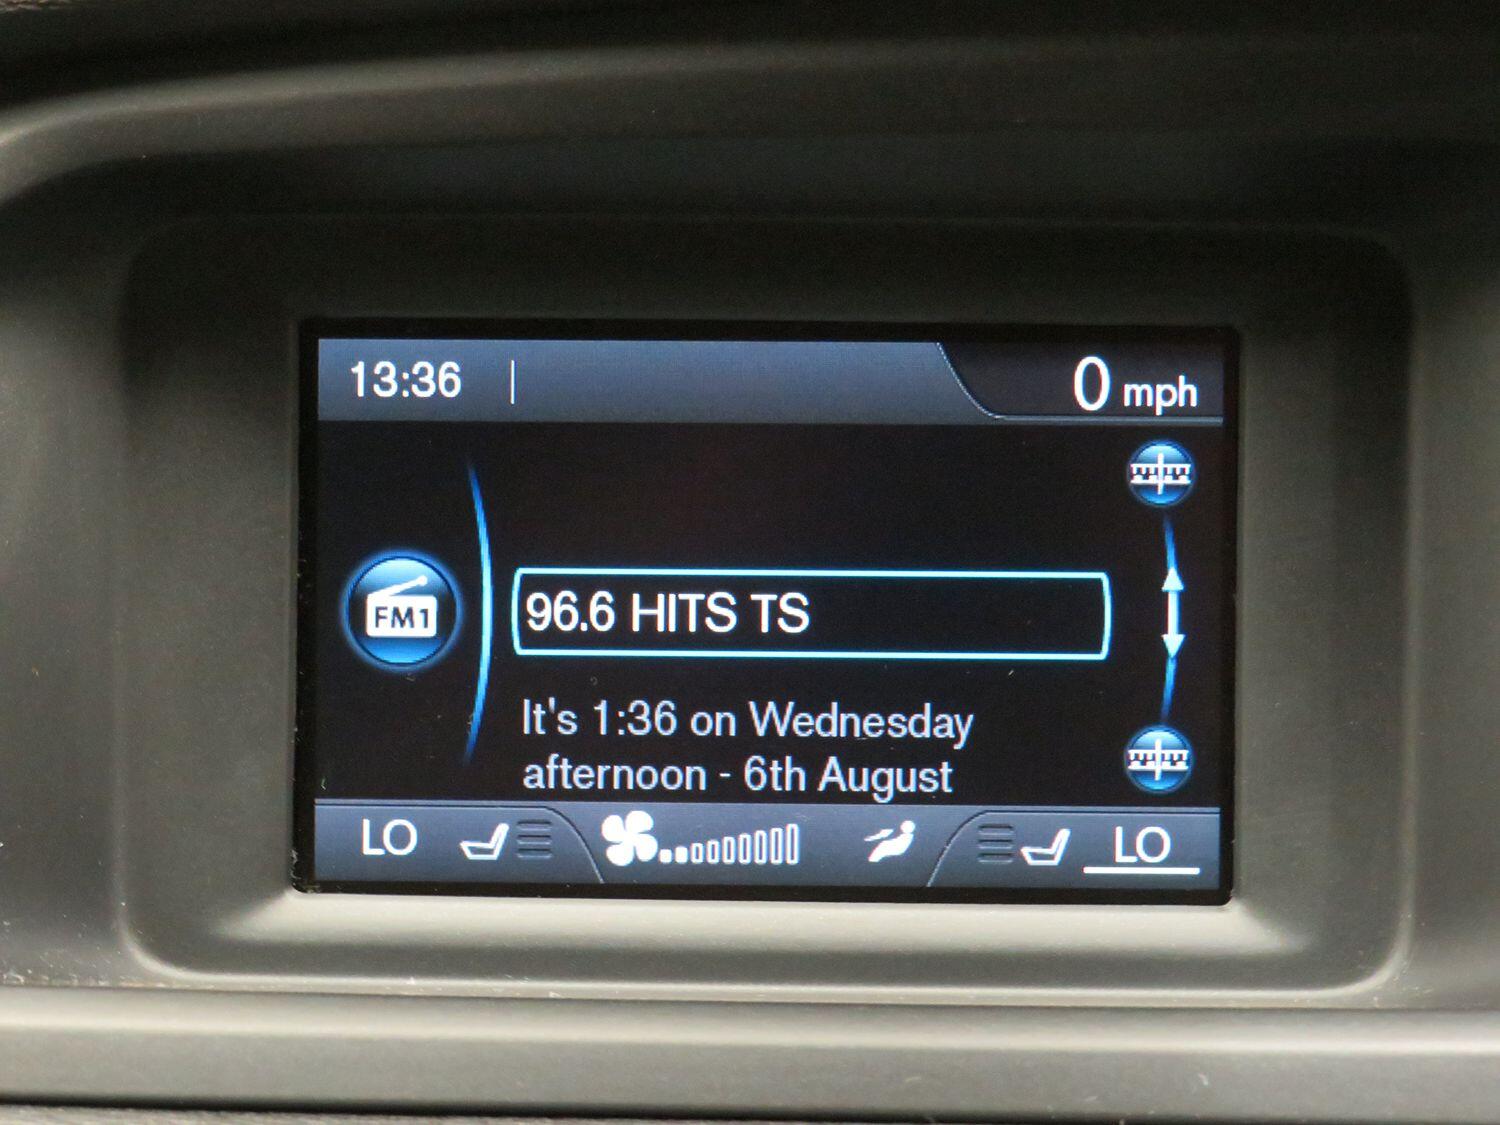 13:36
0 mph
FM1
96.6 HITS TS
It's 1:36 on Wednesday
afternoon - 6th August
LO LO